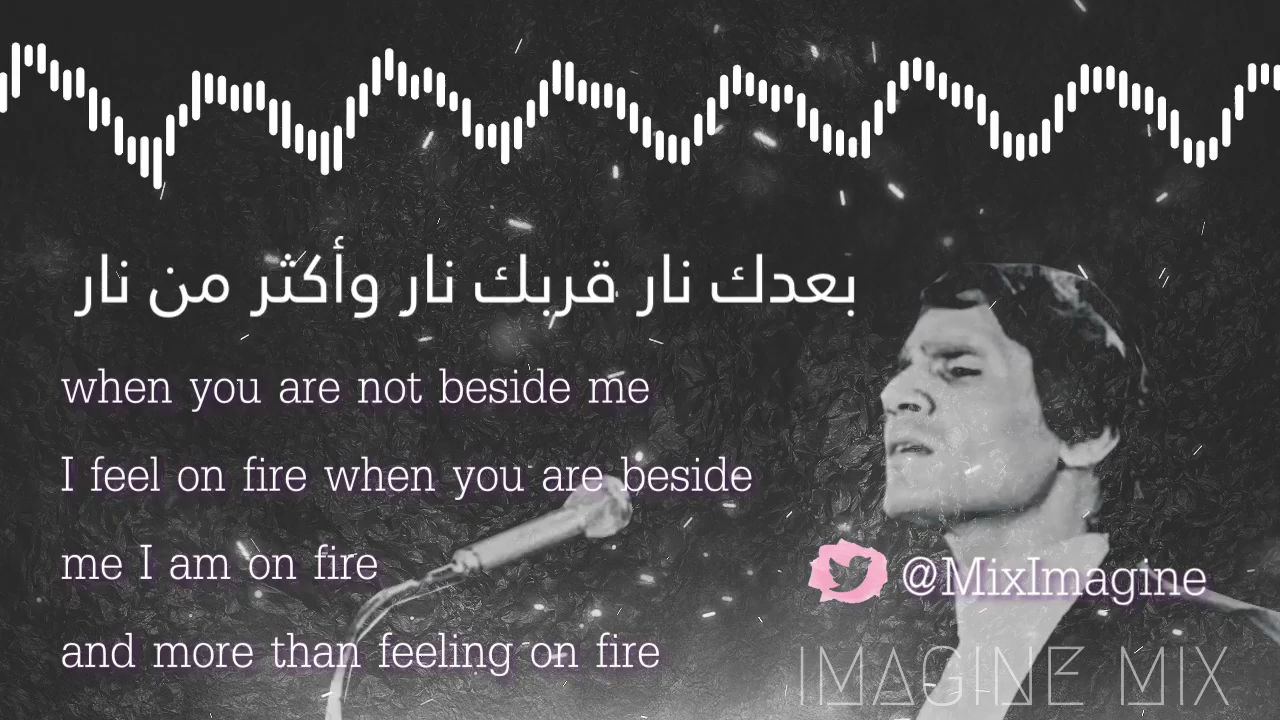 بعدك نار قربك نار وأكثر من نار
when you are not beside me
I feel on fire when you are beside
me I am on fire
and more than feeling on fire
@MixImagine
IMAGINE MIX